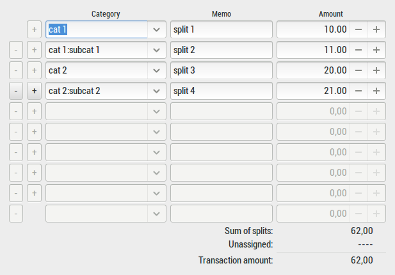 Category Memo Amount
+ cat 1 split 1 10.00 − +
- + cat 1:subcat 1 split 2 11.00 − +
- + cat 2 split 3 20.00 − +
- + cat 2:subcat 2 split 4 21.00 − +
- + 0,00 − +
- + 0,00 − +
- + 0,00 − +
- + 0,00 − +
- + 0,00 − +
- 0,00 − +
Sum of splits: 62,00
Unassigned: ----
Transaction amount: 62,00